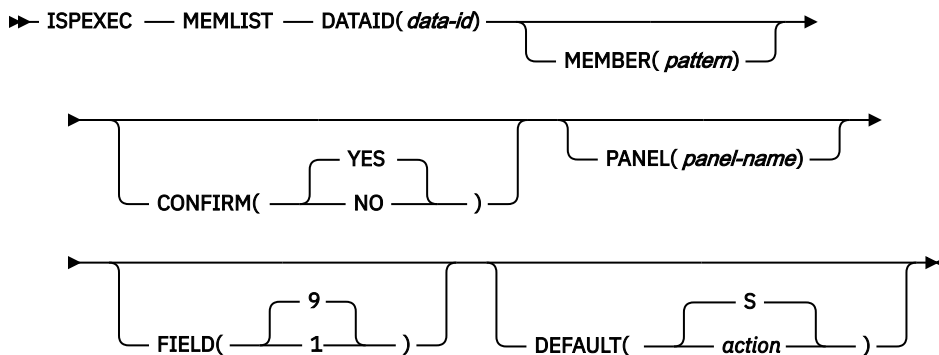 ISPEXEC MEMLIST DATAID( data-id)
MEMBER( pattern)
YES
CONFIRM( NO )
PANEL( panel-name)
9
FIELD( 1 )
S
DEFAULT( action )